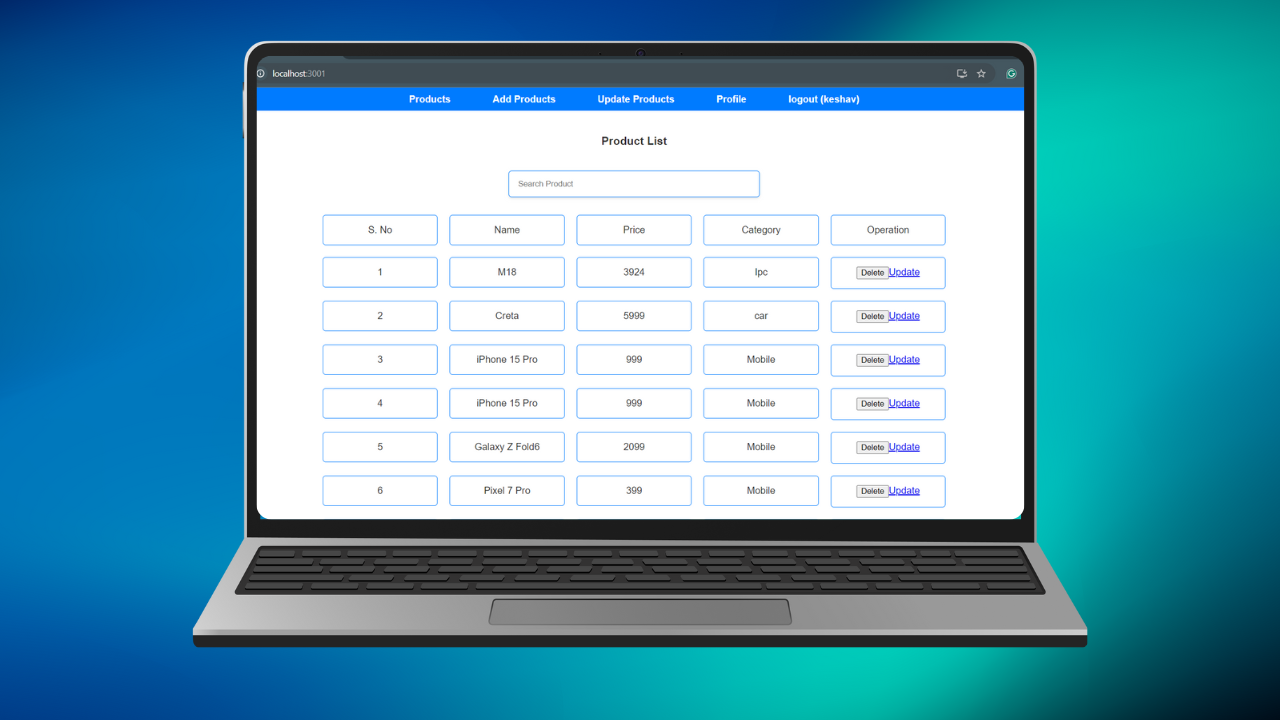 localhost:3001
Products Add Products Update Products Profile logout (keshav)
Product List
Search Product
S. No Name Price Category Operation
1 M18 3924 Ipc Delete Update
2 Creta 5999 car Delete Update
3 iPhone 15 Pro 999 Mobile Delete Update
4 iPhone 15 Pro 999 Mobile Delete Update
5 Galaxy Z Fold6 2099 Mobile Delete Update
6 Pixel 7 Pro 399 Mobile Delete Update